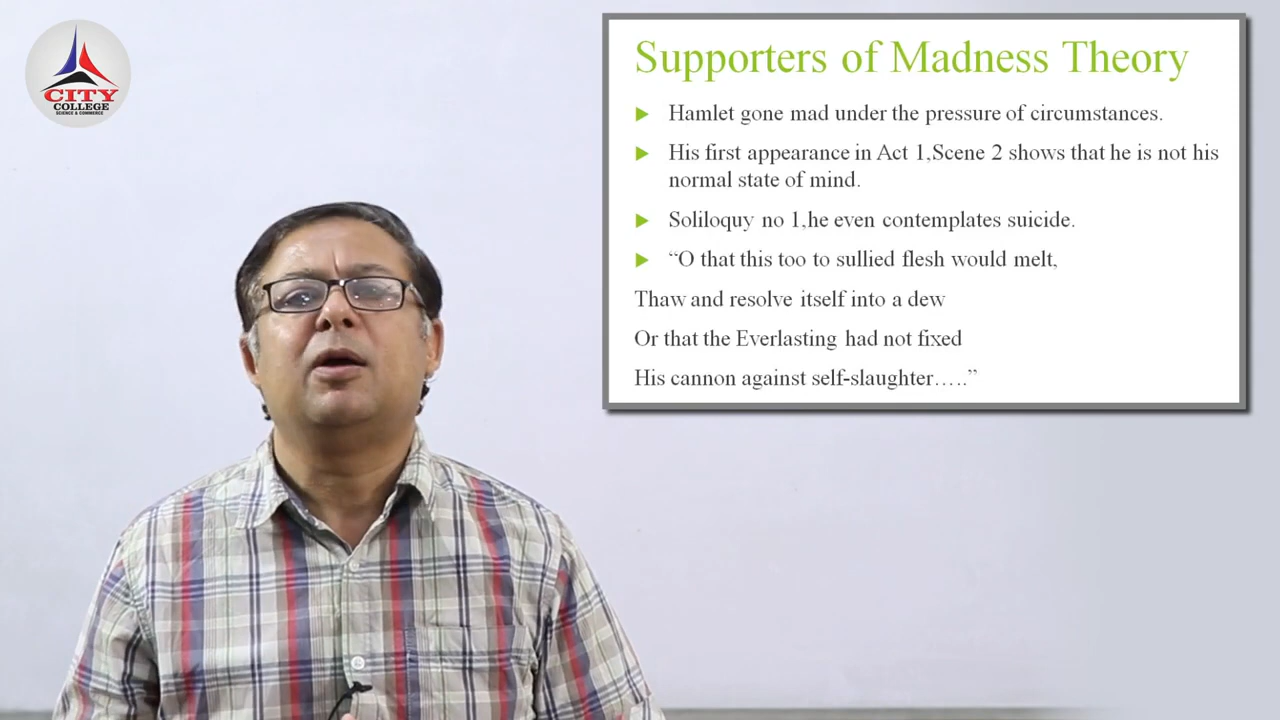 CITY
COLLEGE
SCIENCE & COMMERCE
Supporters of Madness Theory
Hamlet gone mad under the pressure of circumstances.
His first appearance in Act 1,Scene 2 shows that he is not his
normal state of mind.
Soliloquy no 1,he even contemplates suicide.
“O that this too to sullied flesh would melt,
Thaw and resolve itself into a dew
Or that the Everlasting had not fixed
His cannon against self-slaughter…..”